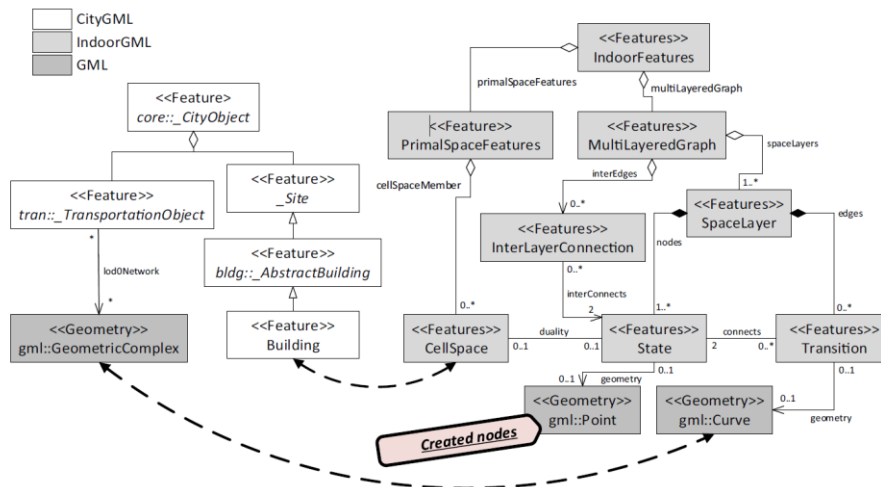 CityGML
IndoorGML
GML
<<Features>>
IndoorFeatures
primalSpaceFeatures
multiLayeredGraph
<<Feature>
core::_CityObject
<<Feature>>
PrimalSpaceFeatures
<<Feature>>
MultiLayeredGraph
spaceLayers
1..*
cellSpaceMember
interEdges
0..*
<<Feature>>
tran::_TransportationObject
<<Feature>>
_Site
<<Features>>
InterLayerConnection
<<Features>>
SpaceLayer
nodes
edges
*
lod0Network
*
<<Feature>>
bldg::_AbstractBuilding
0..*
interConnects
2
0..*
1..*
0..*
<<Geometry>>
gml::GeometricComplex
<<Feature>>
Building
<<Features>>
CellSpace
duality
0..1
0..1
<<Features>>
State
connects
2
0..*
<<Features>>
Transition
0..1
geometry
0..1
0..1
0..1
geometry
<<Geometry>>
gml::Point
<<Geometry>>
gml::Curve
Created nodes